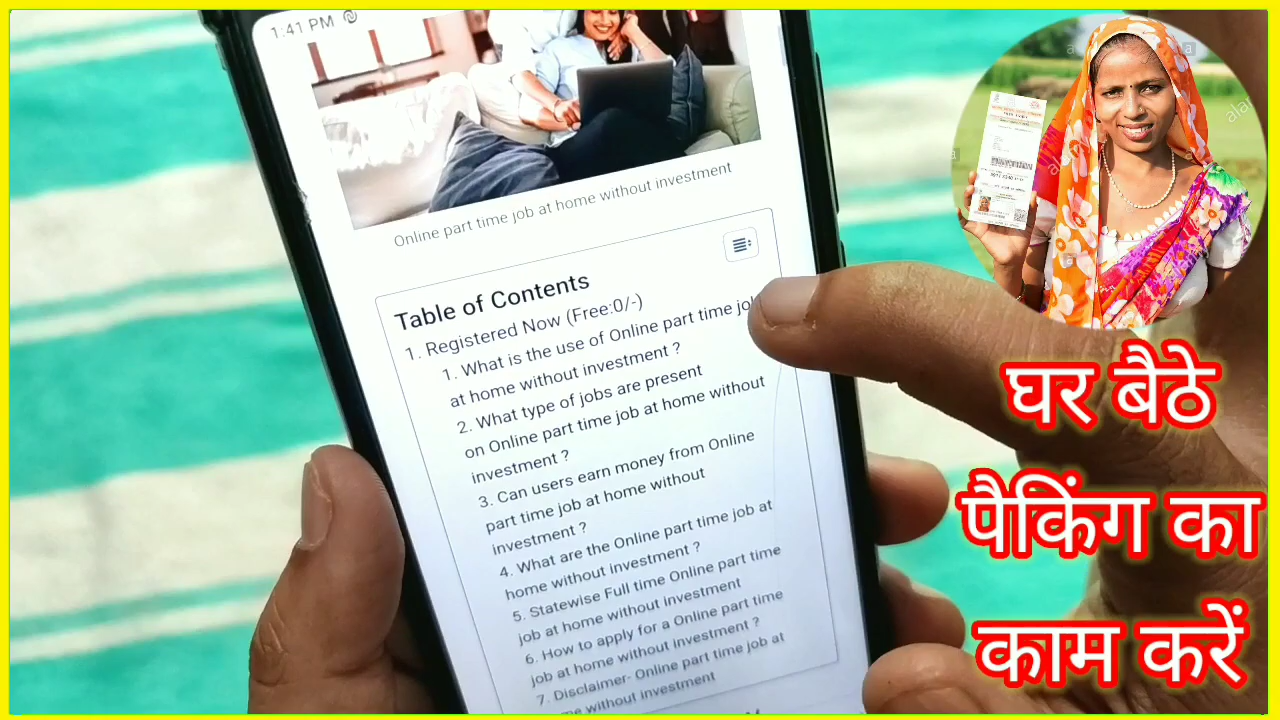 1:41 PM
Online part time job at home without investment
Table of Contents
1. Registered Now (Free:0/-)
1. What is the use of Online part time
at home without investment ?
2. What type of jobs are present
on Online part time job at home without
investment ?
3. Can users earn money from Online
part time job at home without
investment ?
4. What are the Online part time job at
home without investment ?
5. Statewise Full time Online part time
job at home without investment
6. How to apply for a Online part time
job at home without investment ?
7. Disclaimer- Online part time job at
without investment
घर बैठे
पैकिंग का
काम करें